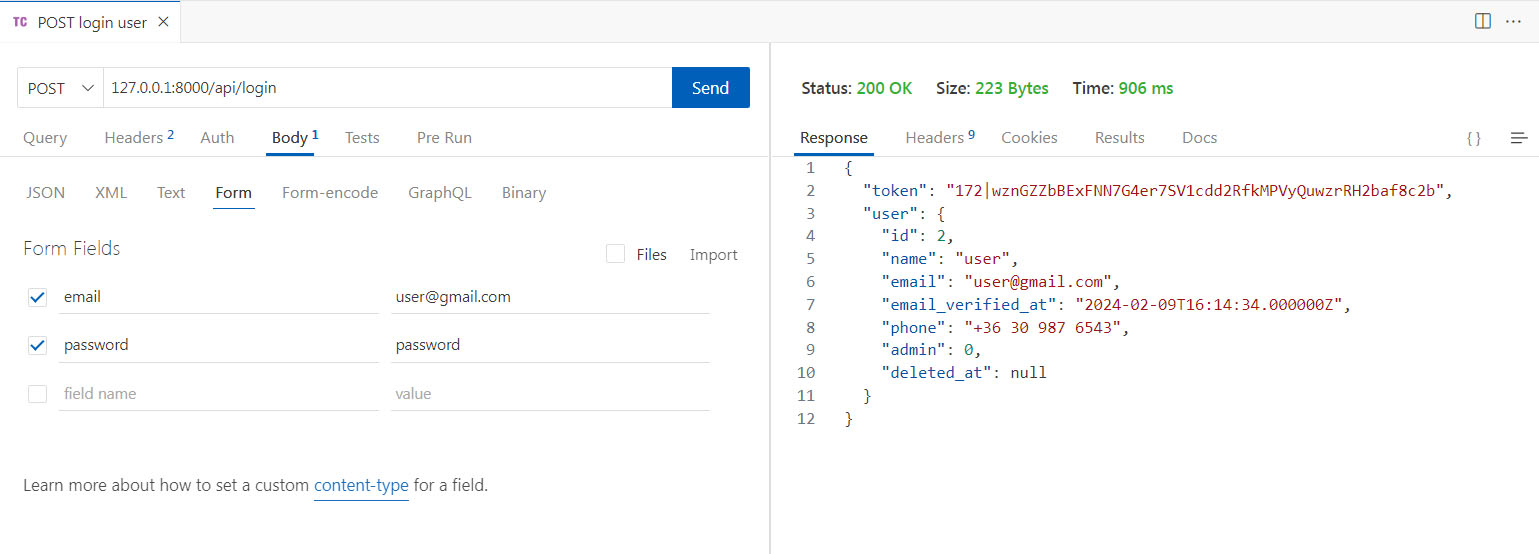 TC POST login user
POST 127.0.0.1:8000/api/login Send
Query Headers 2 Auth Body 1 Tests Pre Run
JSON XML Text Form Form-encode GraphQL Binary
Form Fields
Files Import
email user@gmail.com
password password
field name value
Learn more about how to set a custom content-type for a field.
Status: 200 OK Size: 223 Bytes Time: 906 ms
Response Headers 9 Cookies Results Docs { }
1 {
2 "token": "172|wznGZZbBExFNN7G4er7SV1cdd2RfkMPVyQuwzrRH2baf8c2b",
3 "user": {
4 "id": 2,
5 "name": "user",
6 "email": "user@gmail.com",
7 "email_verified_at": "2024-02-09T16:14:34.000000Z",
8 "phone": "+36 30 987 6543",
9 "admin": 0,
10 "deleted_at": null
11 }
12 }